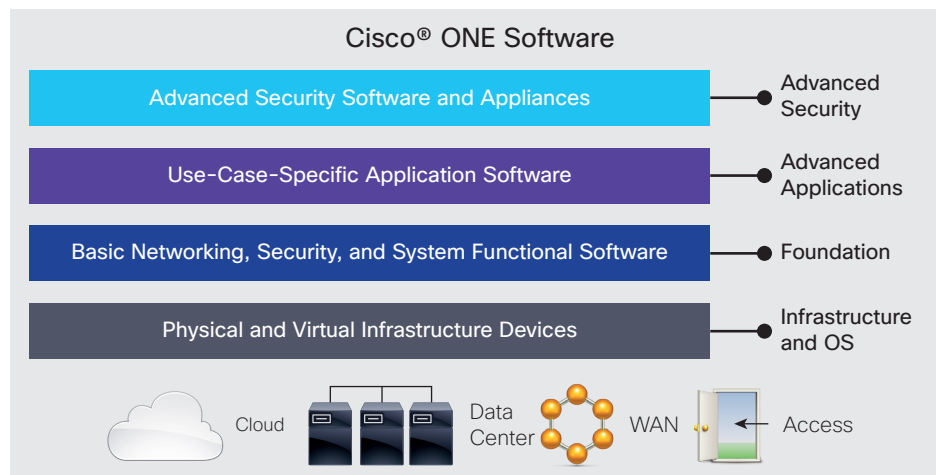 Cisco® ONE Software
Advanced Security Software and Appliances
Advanced
Security
Use-Case-Specific Application Software
Advanced
Applications
Basic Networking, Security, and System Functional Software
Foundation
Physical and Virtual Infrastructure Devices
Infrastructure
and OS
Cloud
Data
Center
WAN
Access